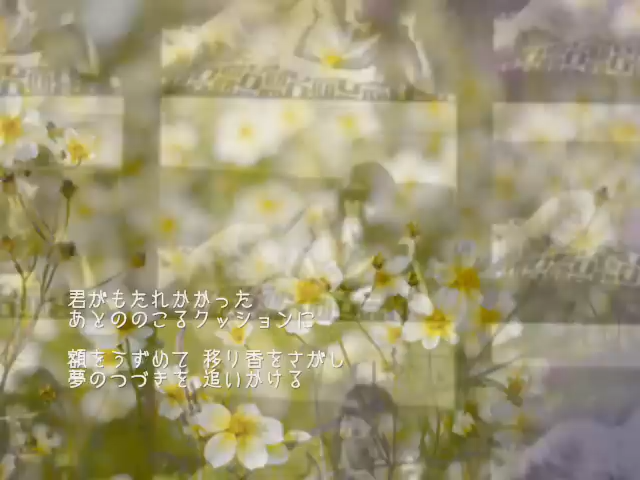 君がもたれかかった
あとののこるクッションに
額をうずめて 移り香をさがし
夢のつづきを 追いかける